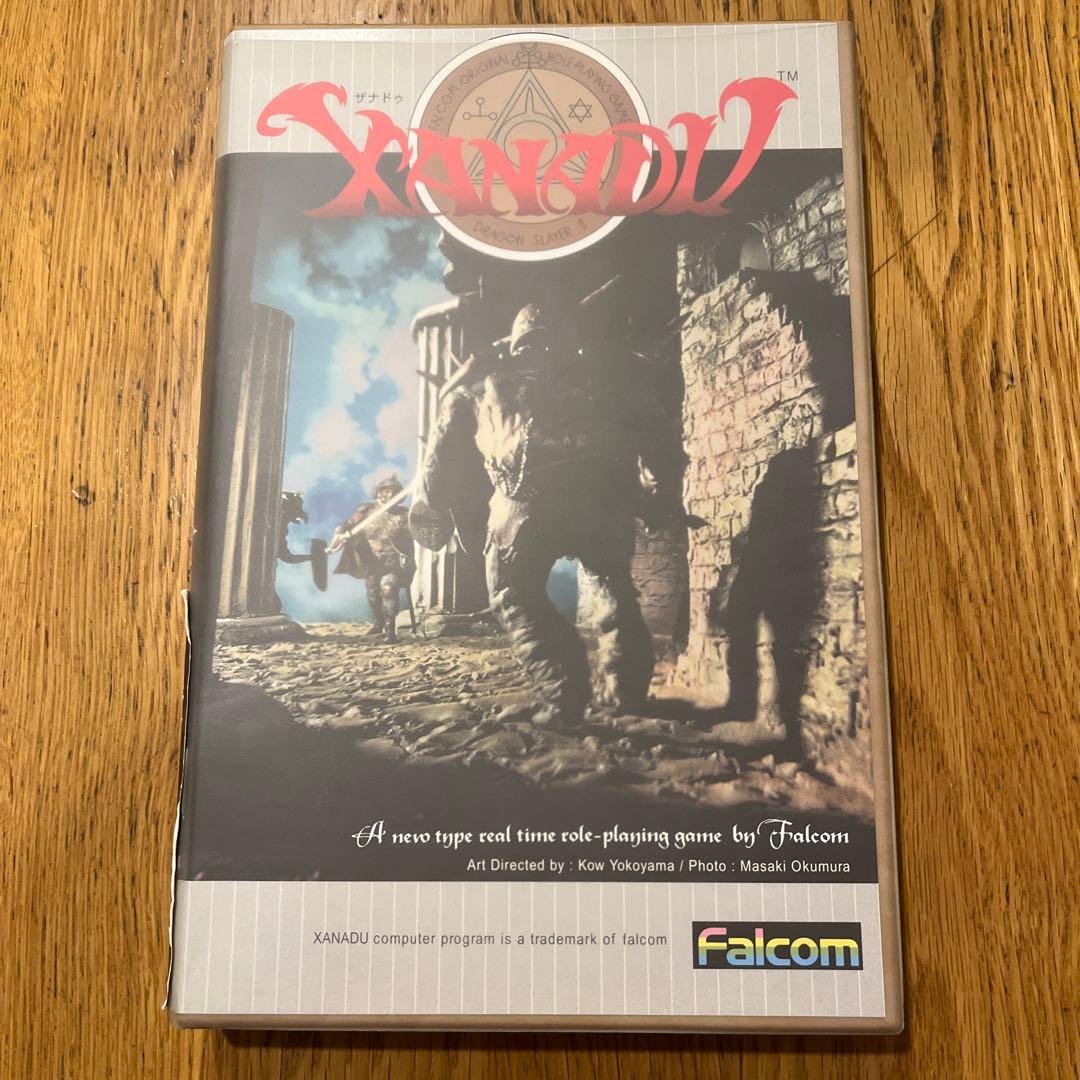 FALCOM ORIGINAL ROLE-PLAYING GAME
ザナドゥ
XANADU TM
DRAGON SLAYER II
A new type real time role-playing game by Falcom
Art Directed by : Kow Yokoyama / Photo : Masaki Okumura
XANADU computer program is a trademark of falcom
Falcom